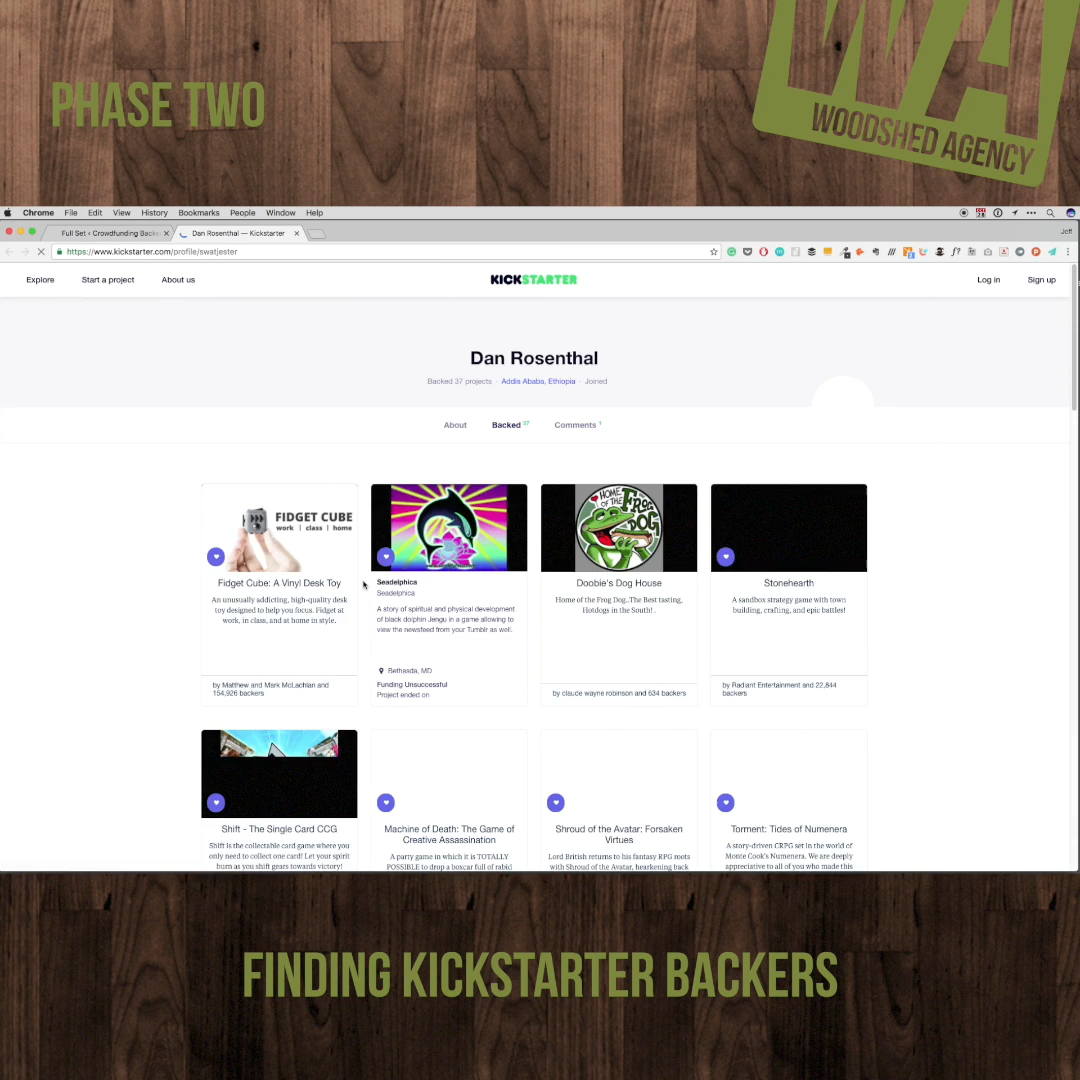 PHASE TWO
WA
WOODSHED AGENCY
Chrome File Edit View History Bookmarks People Window Help
Full Set ‹ Crowdfunding Backe
Dan Rosenthal — Kickstarter
Jeff
https://www.kickstarter.com/profile/swatjester
Explore Start a project About us
KICKSTARTER
Log in Sign up
Dan Rosenthal
Backed 37 projects · Addis Ababa, Ethiopia · Joined
About Backed 37 Comments 1
FIDGET CUBE
work | class | home
Fidget Cube: A Vinyl Desk Toy
An unusually addicting, high-quality desk
toy designed to help you focus. Fidget at
work, in class, and at home in style.
by Matthew and Mark McLachlan and
154,926 backers
Seadelphica
Seadelphica
A story of spiritual and physical development
of black dolphin Jengu in a game allowing to
view the newsfeed from your Tumblr as well.
Bethesda, MD
Funding Unsuccessful
Project ended on
HOME
OF THE FROG
DOG
Doobie's Dog House
Home of the Frog Dog..The Best tasting,
Hotdogs in the South! .
by claude wayne robinson and 634 backers
Stonehearth
A sandbox strategy game with town
building, crafting, and epic battles!
by Radiant Entertainment and 22,844
backers
Shift - The Single Card CCG
Shift is the collectable card game where you
only need to collect one card! Let your spirit
burn as you shift gears towards victory!
Machine of Death: The Game of
Creative Assassination
A party game in which it is TOTALLY
POSSIBLE to drop a boxcar full of rabid
Shroud of the Avatar: Forsaken
Virtues
Lord British returns to his fantasy RPG roots
with Shroud of the Avatar, hearkening back
Torment: Tides of Numenera
A story-driven CRPG set in the world of
Monte Cook's Numenera. We are deeply
appreciative to all of you who made this
FINDING KICKSTARTER BACKERS